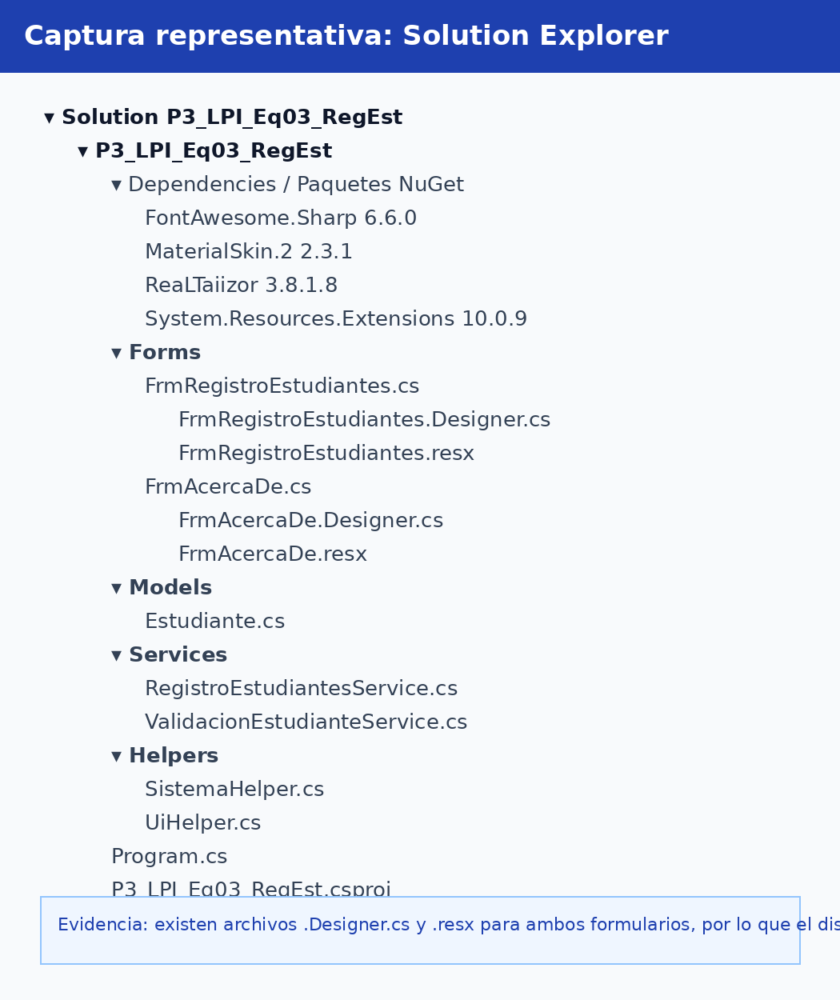 Captura representativa: Solution Explorer
▾ Solution P3_LPI_Eq03_RegEst
▾ P3_LPI_Eq03_RegEst
▾ Dependencies / Paquetes NuGet
FontAwesome.Sharp 6.6.0
MaterialSkin.2 2.3.1
ReaLTaiizor 3.8.1.8
System.Resources.Extensions 10.0.9
▾ Forms
FrmRegistroEstudiantes.cs
FrmRegistroEstudiantes.Designer.cs
FrmRegistroEstudiantes.resx
FrmAcercaDe.cs
FrmAcercaDe.Designer.cs
FrmAcercaDe.resx
▾ Models
Estudiante.cs
▾ Services
RegistroEstudiantesService.cs
ValidacionEstudianteService.cs
▾ Helpers
SistemaHelper.cs
UiHelper.cs
Program.cs
P3_LPI_Eq03_RegEst.csproj
Evidencia: existen archivos .Designer.cs y .resx para ambos formularios, por lo que el